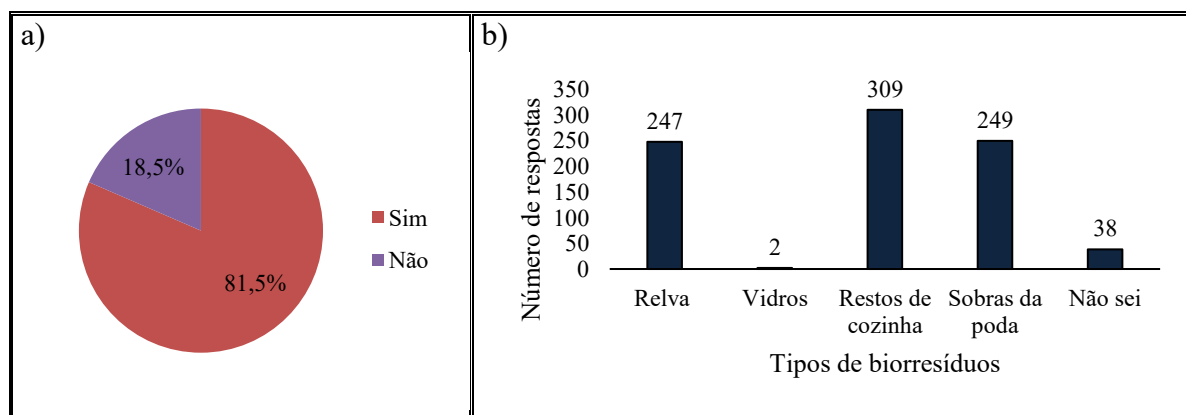 a)
18,5%
81,5%
Sim
Não
b)
Número de respostas
350
300
250
200
150
100
50
0
247
2
309
249
38
Relva
Vidros
Restos de
cozinha
Sobras da
poda
Não sei
Tipos de biorresíduos